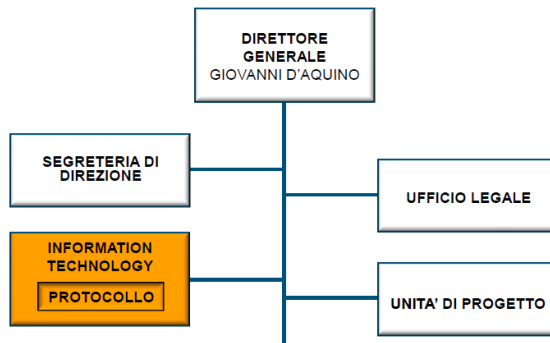 DIRETTORE
GENERALE
GIOVANNI D'AQUINO
SEGRETERIA DI
DIREZIONE
UFFICIO LEGALE
INFORMATION
TECHNOLOGY
PROTOCOLLO
UNITA' DI PROGETTO